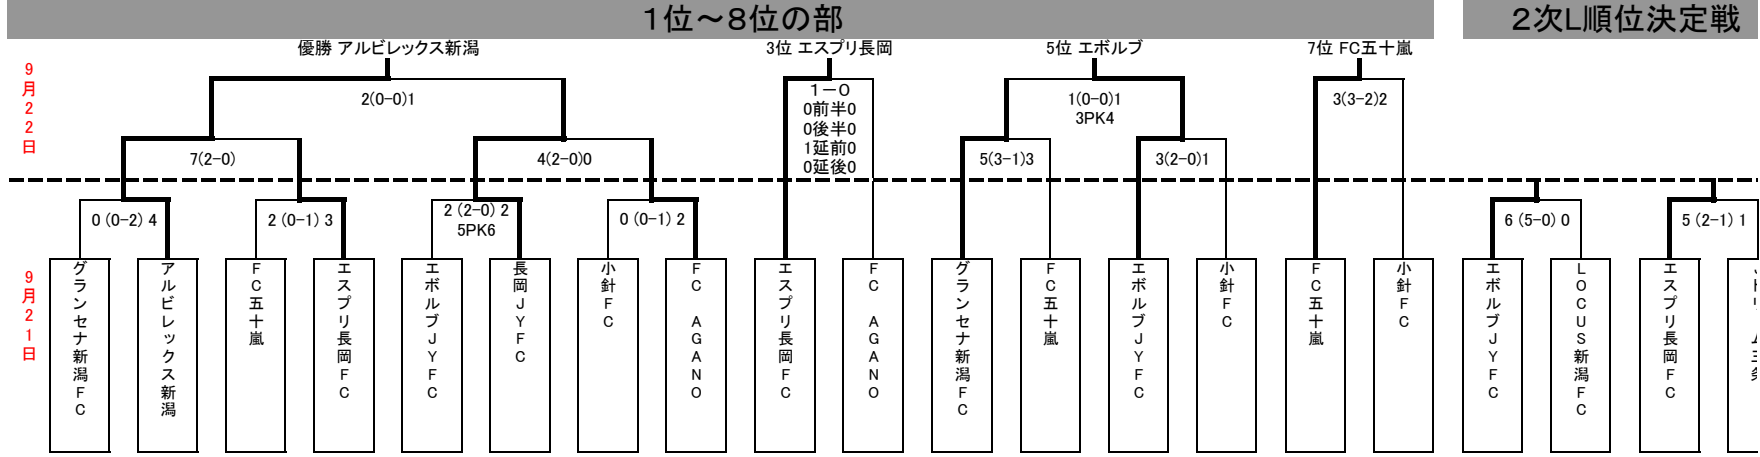 1位～8位の部
2次L順位決定戦
優勝 アルビレックス新潟
3位 エスプリ長岡
5位 エボルブ
7位 FC五十嵐
9月22日
2(0-0)1
1－0
0前半0
0後半0
1延前0
0延後0
1(0-0)1
3PK4
3(3-2)2
7(2-0)
4(2-0)0
5(3-1)3
3(2-0)1
0 (0-2) 4
2 (0-1) 3
2 (2-0) 2
5PK6
0 (0-1) 2
6 (5-0) 0
5 (2-1) 1
9月21日
グランセナ新潟FC
アルビレックス新潟
FC五十嵐
エスプリ長岡FC
エボルブJYFC
長岡JYFC
小針FC
FC AGANO
エスプリ長岡FC
FC AGANO
グランセナ新潟FC
FC五十嵐
エボルブJYFC
小針FC
FC五十嵐
小針FC
エボルブJYFC
LOCUS新潟FC
エスプリ長岡FC